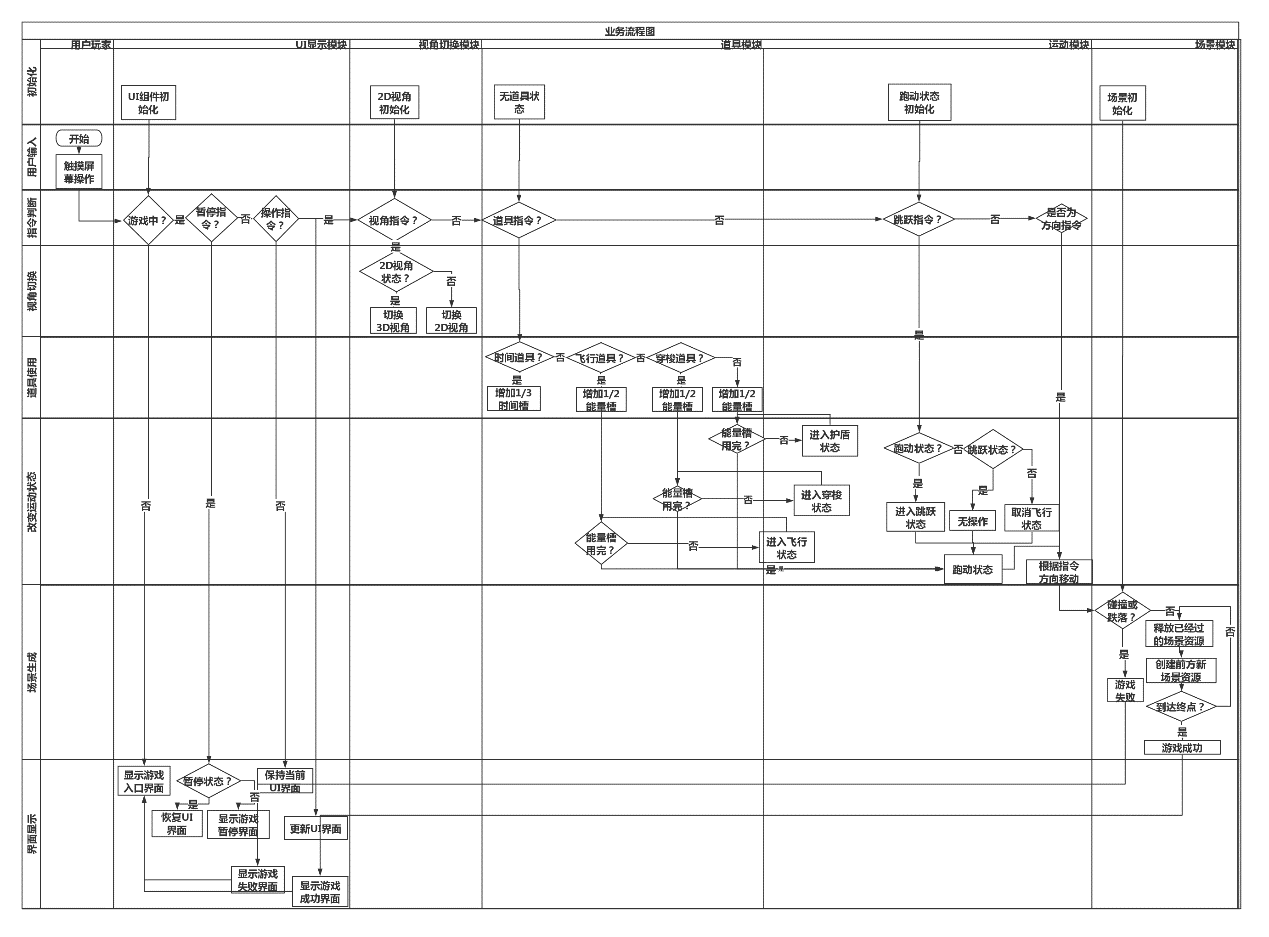 业务流程图
用户玩家
UI显示模块
视角切换模块
道具模块
运动模块
场景模块
初始化
UI组件初
始化
2D视角
初始化
无道具状
态
跑动状态
初始化
场景初
始化
用户输入
开始
触摸屏
幕操作
指令判断
游戏中？
是
暂停指
令？
否
操作指
令？
是
视角指令？
否
道具指令？
否
跳跃指令？
否
是否为
方向指令
是
视角切换
2D视角
状态？
否
是
切换
3D视角
切换
2D视角
是
道具使用
时间道具？
否
飞行道具？
否
穿梭道具？
否
是
是
是
增加1/3
时间槽
增加1/2
能量槽
增加1/2
能量槽
增加1/2
能量槽
是
改变运动状态
能量槽
用完？
否
进入护盾
状态
跑动状态？
否
跳跃状态？
是
是
否
能量槽
用完？
否
进入穿梭
状态
否
是
否
进入跳跃
状态
无操作
取消飞行
状态
能量槽
用完？
否
进入飞行
状态
是
跑动状态
根据指令
方向移动
场景生成
碰撞或
跌落？
否
释放已经过
的场景资源
否
是
创建前方新
场景资源
游戏
失败
到达终点？
是
游戏成功
界面显示
显示游戏
入口界面
暂停状态？
保持当前
UI界面
是
否
恢复UI
界面
显示游戏
暂停界面
更新UI界面
显示游戏
失败界面
显示游戏
成功界面